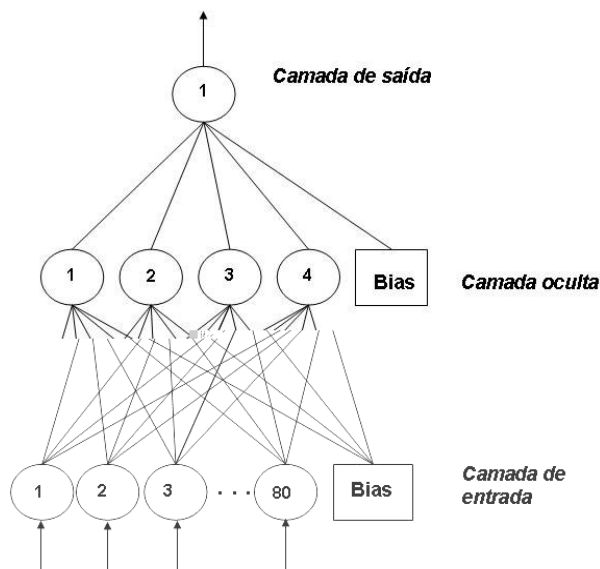 1
Camada de saída
1 2 3 4 Bias
Camada oculta
1 2 3 ... 80 Bias
Camada de
entrada